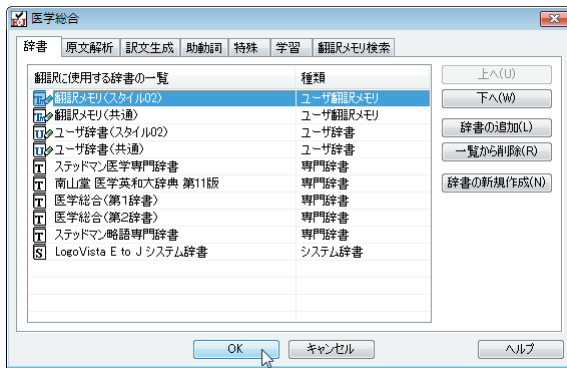 医学総合
辞書 原文解析 訳文生成 助動詞 特殊 学習 翻訳メモリ検索
翻訳に使用する辞書の一覧 種類
翻訳メモリ(スタイル02) ユーザ翻訳メモリ
翻訳メモリ(共通) ユーザ翻訳メモリ
ユーザ辞書(スタイル02) ユーザ辞書
ユーザ辞書(共通) ユーザ辞書
ステッドマン医学専門辞書 専門辞書
南山堂 医学英和大辞典 第11版 専門辞書
医学総合(第1辞書) 専門辞書
医学総合(第2辞書) 専門辞書
ステッドマン略語専門辞書 専門辞書
LogoVista E to J システム辞書 システム辞書
上へ(U)
下へ(W)
辞書の追加(L)
一覧から削除(R)
辞書の新規作成(N)
OK キャンセル ヘルプ